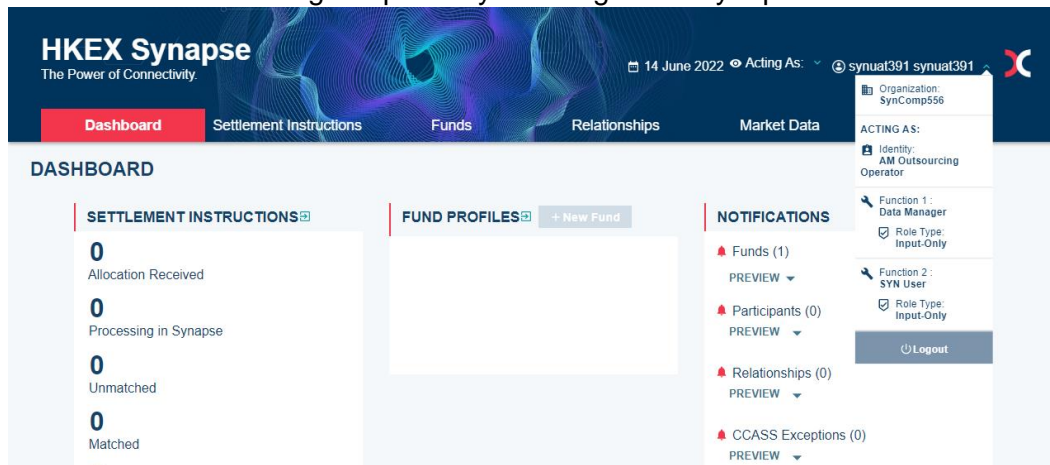 HKEX Synapse
The Power of Connectivity.
14 June 2022 Acting As: synuat391 synuat391
Dashboard Settlement Instructions Funds Relationships Market Data
Organization:
SynComp556
ACTING AS:
Identity:
AM Outsourcing
Operator
Function 1 :
Data Manager
Role Type:
Input-Only
Function 2 :
SYN User
Role Type:
Input-Only
Logout
DASHBOARD
SETTLEMENT INSTRUCTIONS
0
Allocation Received
0
Processing in Synapse
0
Unmatched
0
Matched
FUND PROFILES + New Fund
NOTIFICATIONS
Funds (1)
PREVIEW
Participants (0)
PREVIEW
Relationships (0)
PREVIEW
CCASS Exceptions (0)
PREVIEW